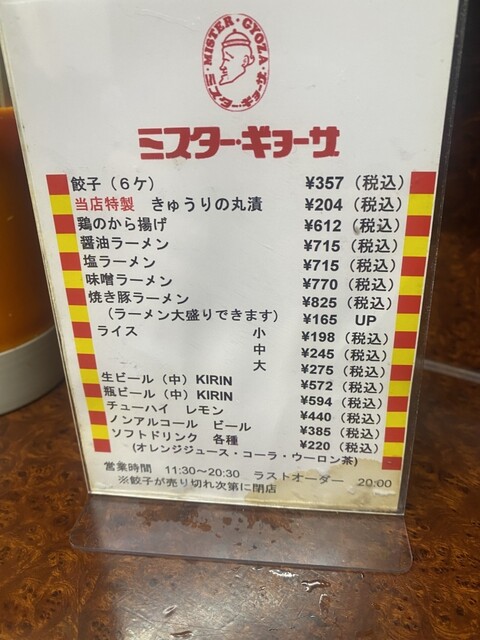 MISTER・GYOZA・ミスターギョーザ・
ミスター・ギョーサ
餃子（６ケ） ¥357（税込）
当店特製 きゅうりの丸漬 ¥204（税込）
鶏のから揚げ ¥612（税込）
醤油ラーメン ¥715（税込）
塩ラーメン ¥715（税込）
味噌ラーメン ¥770（税込）
焼き豚ラーメン ¥825（税込）
（ラーメン大盛りできます） ¥165 UP
ライス 小 ¥198（税込）
中 ¥245（税込）
大 ¥275（税込）
生ビール（中）KIRIN ¥572（税込）
瓶ビール（中）KIRIN ¥594（税込）
チューハイ レモン ¥440（税込）
ノンアルコール ビール ¥385（税込）
ソフトドリンク 各種 ¥220（税込）
（オレンジジュース・コーラ・ウーロン茶）
営業時間 11:30～20:30 ラストオーダー 20:00
※餃子が売り切れ次第に閉店